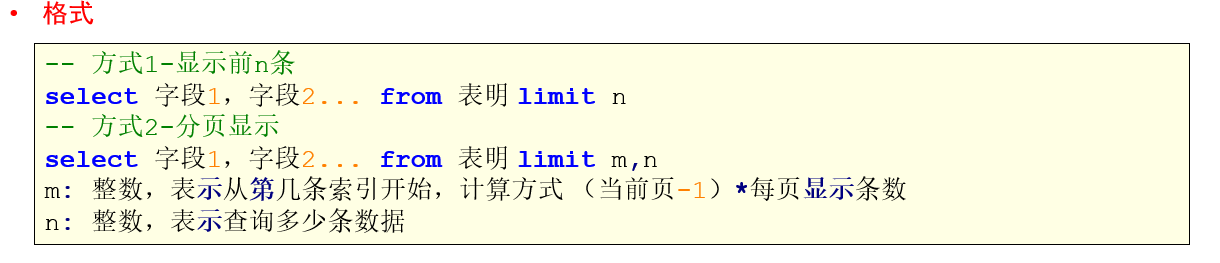 • 格式
-- 方式1-显示前n条
select 字段1，字段2... from 表明 limit n
-- 方式2-分页显示
select 字段1，字段2... from 表明 limit m,n
m: 整数，表示从第几条索引开始，计算方式 （当前页-1）*每页显示条数
n: 整数，表示查询多少条数据